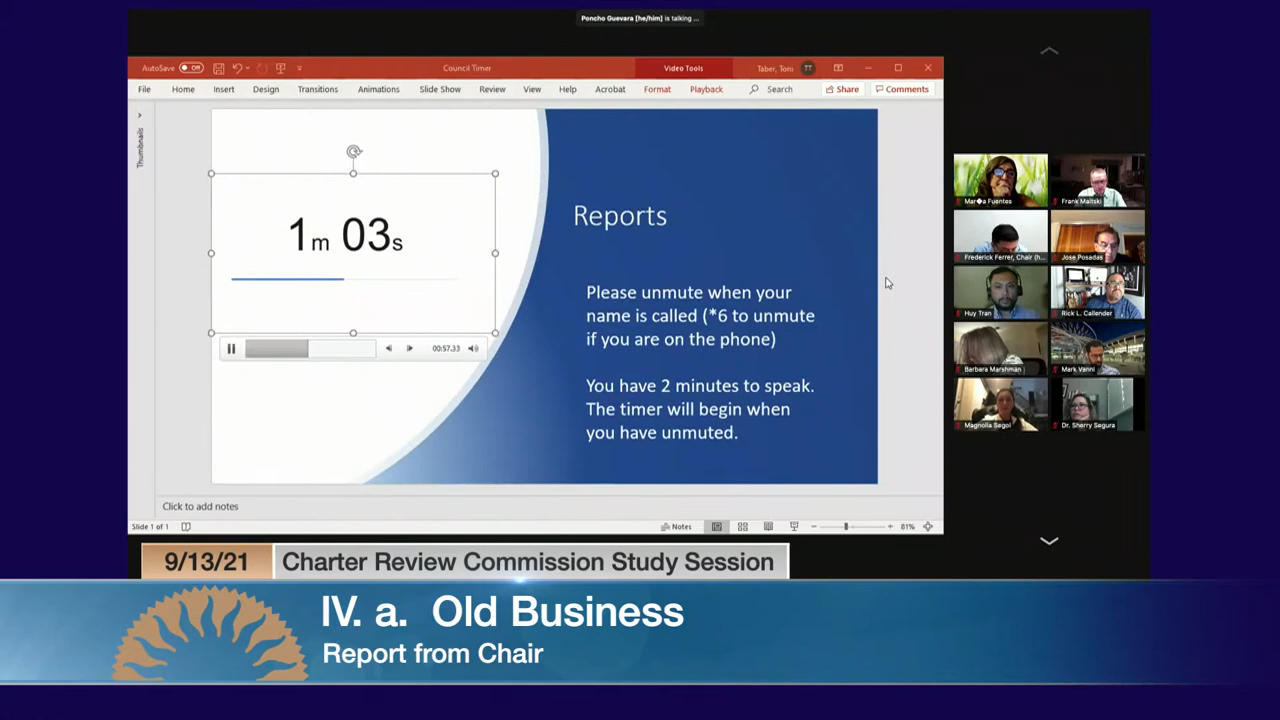 Poncho Guevara [he/him] is talking ...
AutoSave Off
Council Timer
Video Tools
Taber, Toni TT
File Home Insert Design Transitions Animations Slide Show Review View Help Acrobat Format Playback Search Share Comments
Thumbnails
1m 03s
00:57.33
Reports
Please unmute when your
name is called (*6 to unmute
if you are on the phone)
You have 2 minutes to speak.
The timer will begin when
you have unmuted.
Mar�a Fuentes
Frank Maitski
Frederick Ferrer, Chair (h...
Jose Posadas
Huy Tran
Rick L. Callender
Barbara Marshman
Mark Vanni
Magnolia Segol
Dr. Sherry Segura
Click to add notes
Slide 1 of 1
Notes
81%
9/13/21 Charter Review Commission Study Session
IV. a. Old Business
Report from Chair